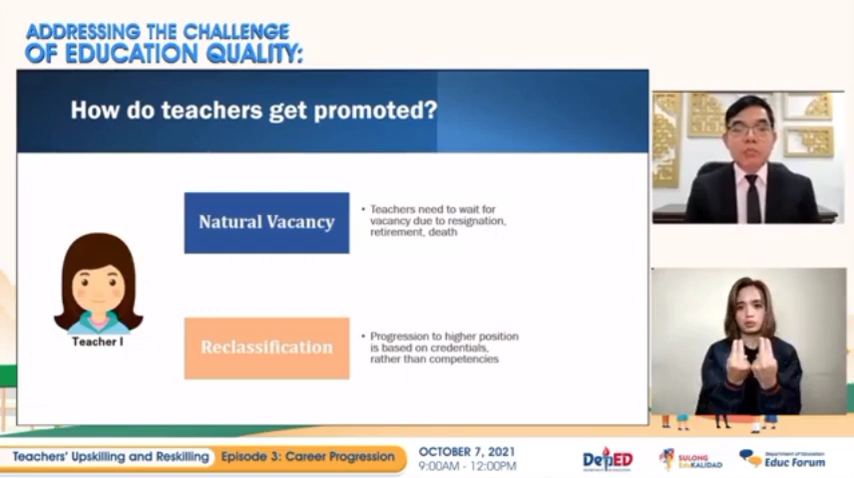 ADDRESSING THE CHALLENGE
OF EDUCATION QUALITY:
How do teachers get promoted?
Natural Vacancy
• Teachers need to wait for
vacancy due to resignation,
retirement, death
Teacher I
Reclassification
• Progression to higher position
is based on credentials,
rather than competencies
Teachers' Upskilling and Reskilling
Episode 3: Career Progression
OCTOBER 7, 2021
9:00AM - 12:00PM
DepED
SULONG
EduKALIDAD
Department of Education
Educ Forum